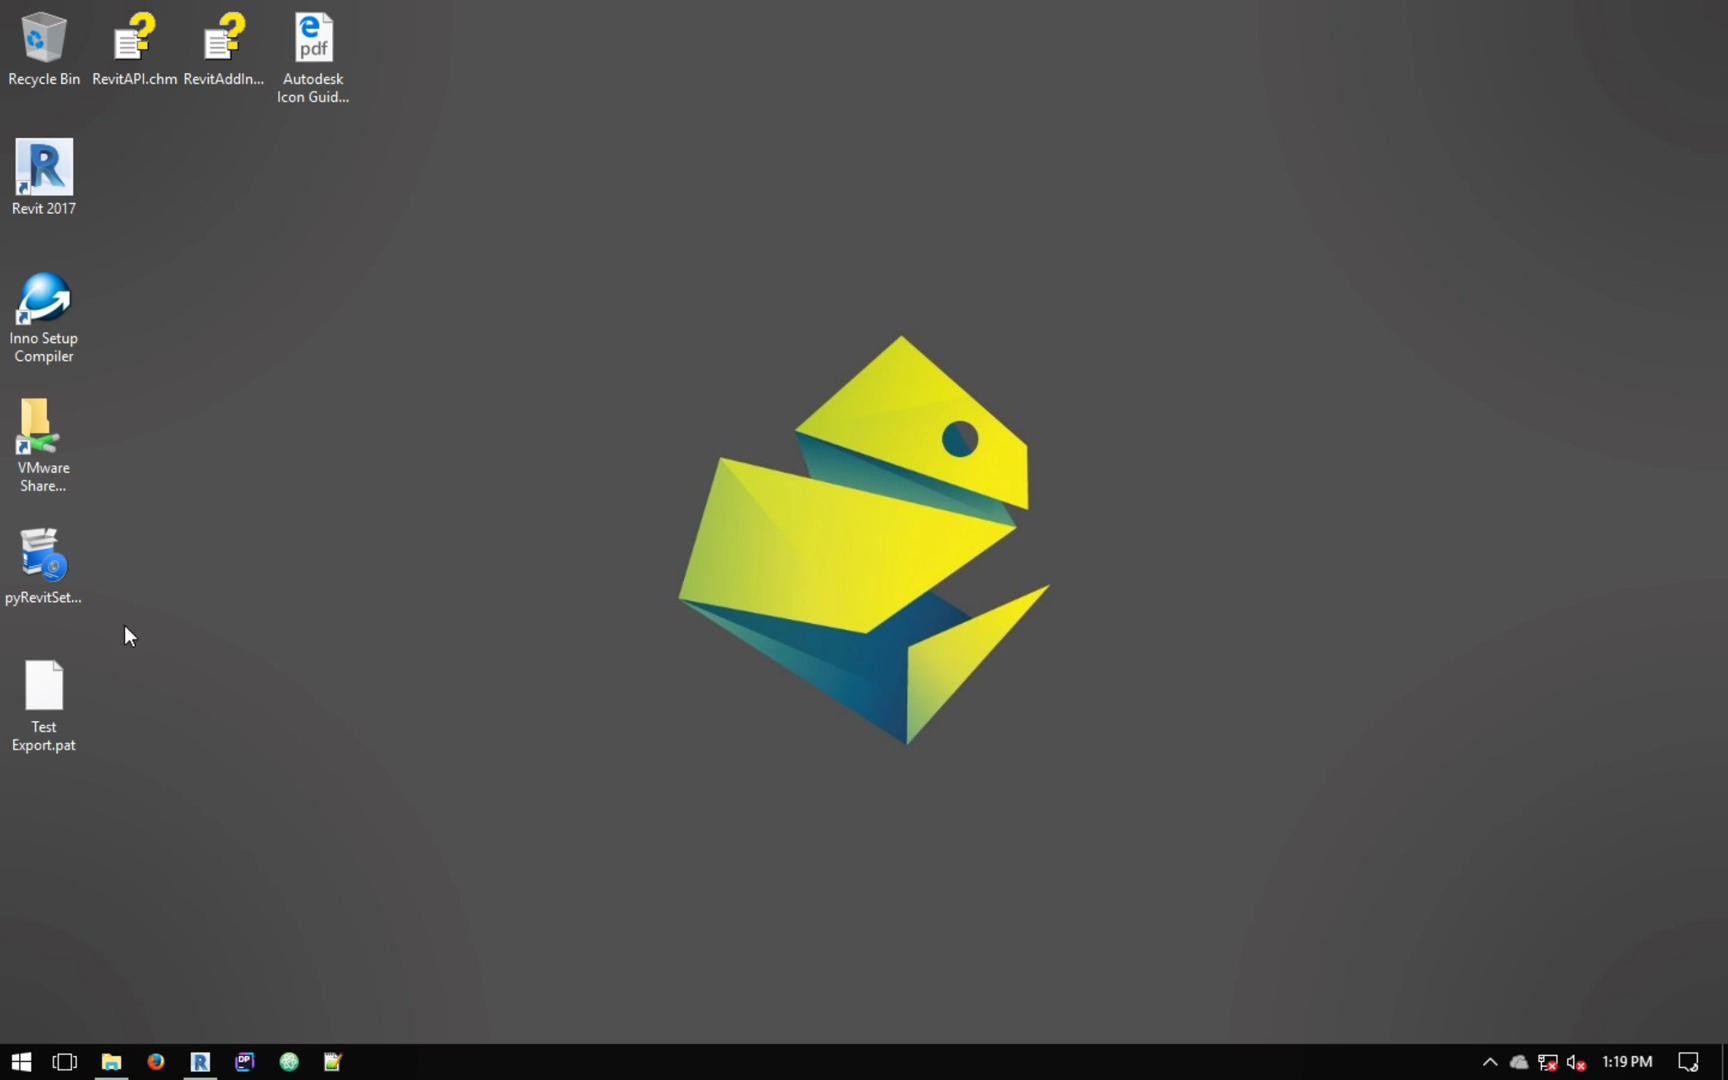 Recycle Bin
RevitAPI.chm
RevitAddIn...
pdf
Autodesk
Icon Guid...
R
Revit 2017
Inno Setup
Compiler
VMware
Share...
pyRevitSet...
Test
Export.pat
R
DP
1:19 PM